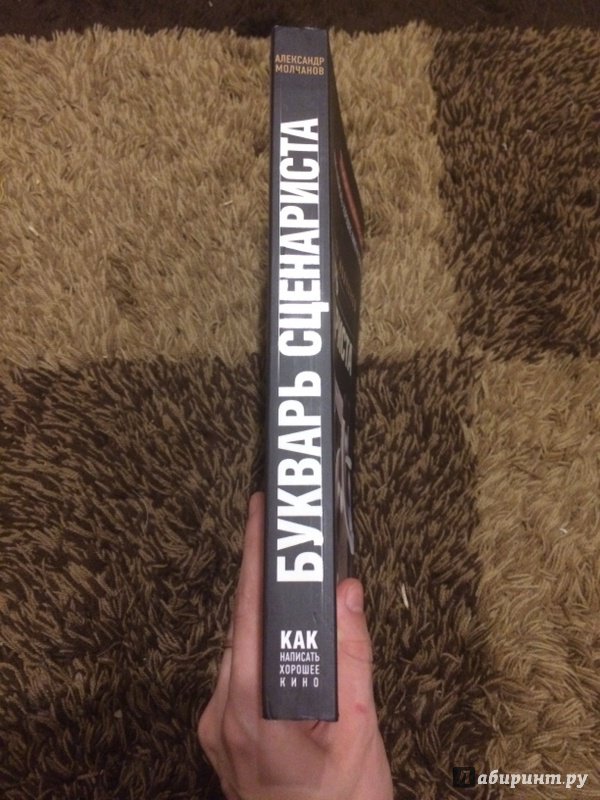 АЛЕКСАНДР
МОЛЧАНОВ
БУКВАРЬ СЦЕНАРИСТА
КАК
НАПИСАТЬ
ХОРОШЕЕ
КИНО
Лабиринт.ру